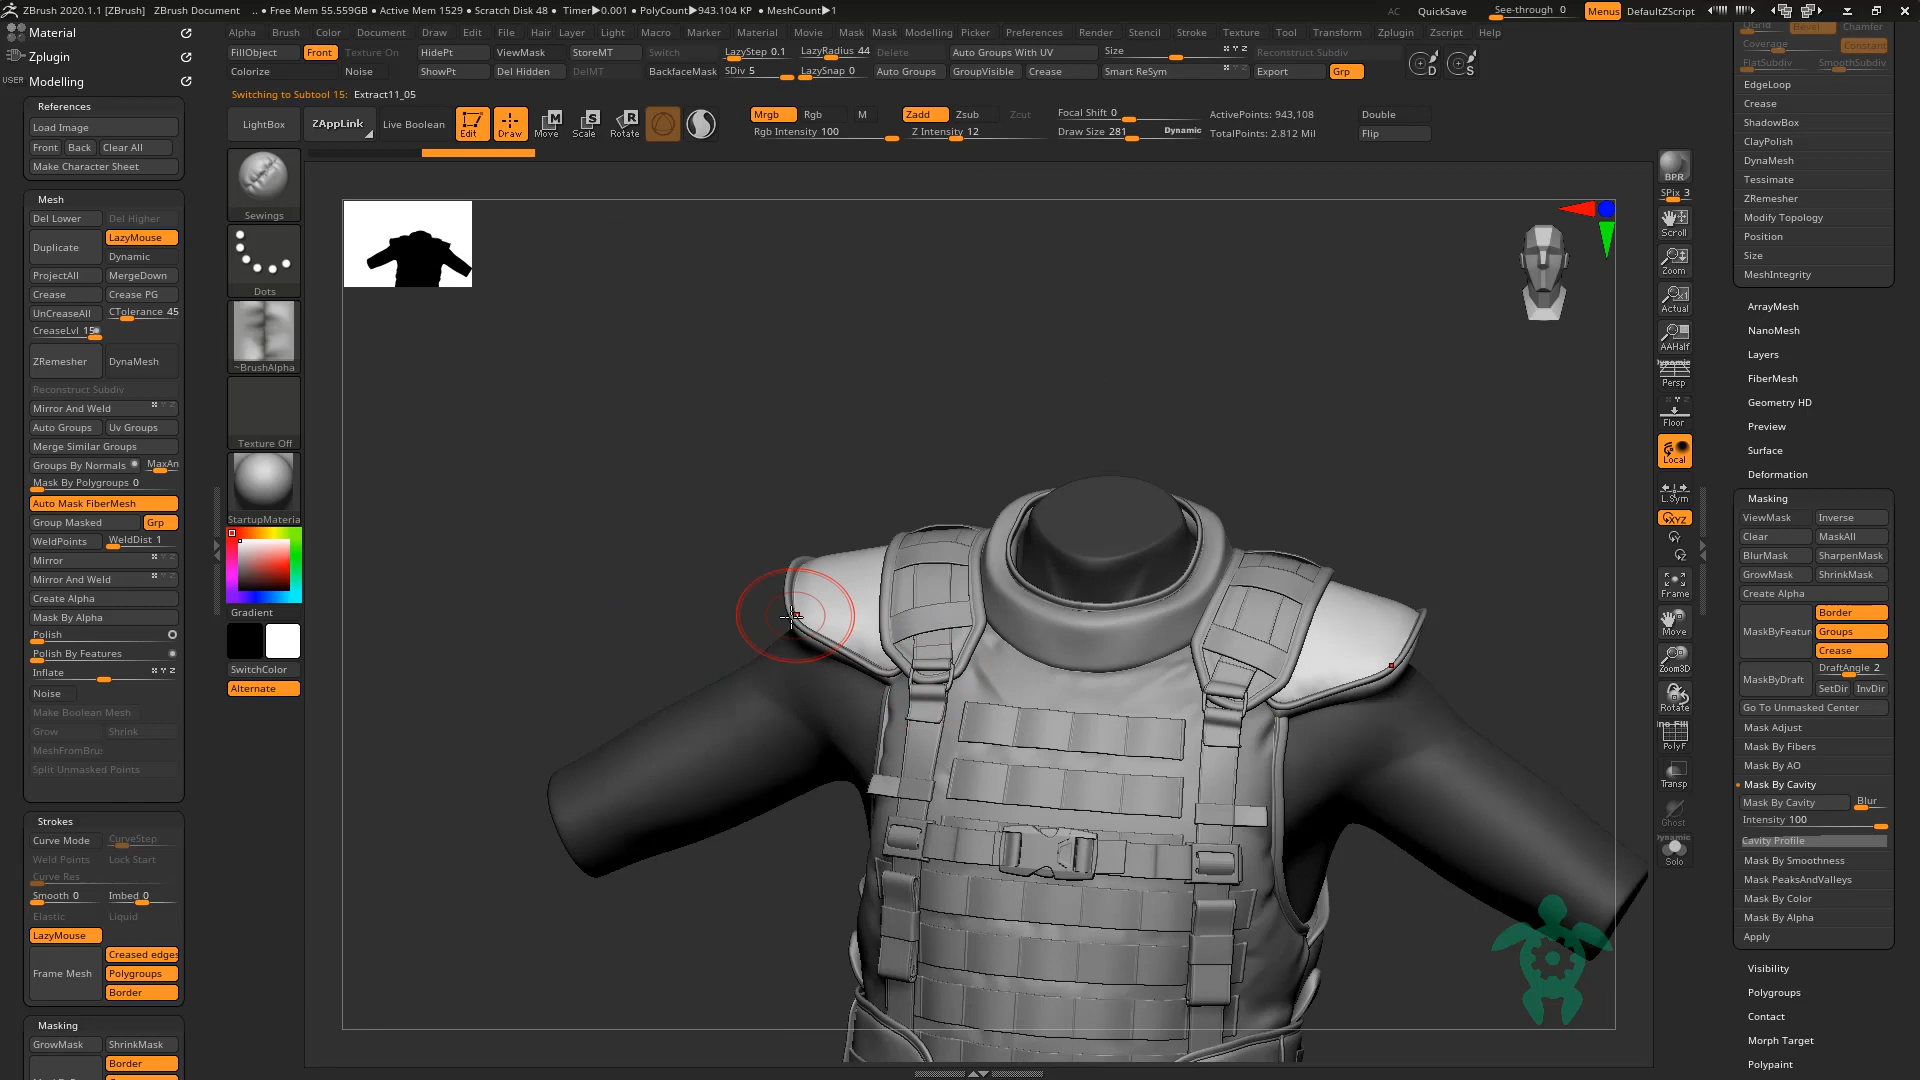 ZBrush 2020.1.1 [ZBrush] ZBrush Document .. • Free Mem 55.559GB • Active Mem 1529 • Scratch Disk 48 • Timer▶0.001 • PolyCount▶943.104 KP • MeshCount▶1 AC QuickSave See-through 0 Menus DefaultZScript
Material
Zplugin
USER Modelling
Alpha Brush Color Document Draw Edit File Hair Layer Light Macro Marker Material Movie Mask Mask Modelling Picker Preferences Render Stencil Stroke Texture Tool Transform Zplugin Zscript Help
FillObject Front Texture On HidePt ViewMask StoreMT Switch LazyStep 0.1 LazyRadius 44 Delete Auto Groups With UV Size Reconstruct Subdiv
Colorize Noise ShowPt Del Hidden DelMT BackfaceMask SDiv 5 LazySnap 0 Auto Groups GroupVisible Crease Smart ReSym Export Grp
D S
Switching to Subtool 15: Extract11_05
LightBox ZAppLink Live Boolean Edit Draw Move Scale Rotate
Mrgb Rgb M Zadd Zsub Zcut Focal Shift 0 ActivePoints: 943,108 Double
Rgb Intensity 100 Z Intensity 12 Draw Size 281 Dynamic TotalPoints: 2.812 Mil Flip
References
Load Image
Front Back Clear All
Make Character Sheet
Mesh
Del Lower Del Higher
Duplicate LazyMouse
Dynamic
ProjectAll MergeDown
Crease Crease PG
UnCreaseAll CTolerance 45
CreaseLvl 15
ZRemesher DynaMesh
Reconstruct Subdiv
Mirror And Weld
Auto Groups Uv Groups
Merge Similar Groups
Groups By Normals MaxAn
Mask By Polygroups 0
Auto Mask FiberMesh
Group Masked Grp
WeldPoints WeldDist 1
Mirror
Mirror And Weld
Create Alpha
Mask By Alpha
Polish
Polish By Features
Inflate
Noise
Make Boolean Mesh
Grow Shrink
MeshFromBru
Split Unmasked Points
Strokes
Curve Mode CurveStep
Weld Points Lock Start
Curve Res
Smooth 0 Imbed 0
Elastic Liquid
LazyMouse
Creased edges
Frame Mesh Polygroups
Border
Masking
GrowMask ShrinkMask
Border
Sewings
Dots
~BrushAlpha
Texture Off
StartupMateria
Gradient
SwitchColor
Alternate
BPR
SPix 3
Scroll
Zoom
Actual
AAHalf
Dynamic
Persp
Floor
Local
L.Sym
XYZ
Y
Z
Frame
Move
Zoom3D
Rotate
PolyF
Transp
Ghost
Dynamic
Solo
QGrid Bevel Chamfer
Coverage Constant
FlatSubdiv SmoothSubdiv
EdgeLoop
Crease
ShadowBox
ClayPolish
DynaMesh
Tessimate
ZRemesher
Modify Topology
Position
Size
MeshIntegrity
ArrayMesh
NanoMesh
Layers
FiberMesh
Geometry HD
Preview
Surface
Deformation
Masking
ViewMask Inverse
Clear MaskAll
BlurMask SharpenMask
GrowMask ShrinkMask
Create Alpha
Border
MaskByFeatur Groups
Crease
MaskByDraft DraftAngle 2
SetDir InvDir
Go To Unmasked Center
Mask Adjust
Mask By Fibers
Mask By AO
Mask By Cavity
Mask By Cavity Blur
Intensity 100
Cavity Profile
Mask By Smoothness
Mask PeaksAndValleys
Mask By Color
Mask By Alpha
Apply
Visibility
Polygroups
Contact
Morph Target
Polypaint